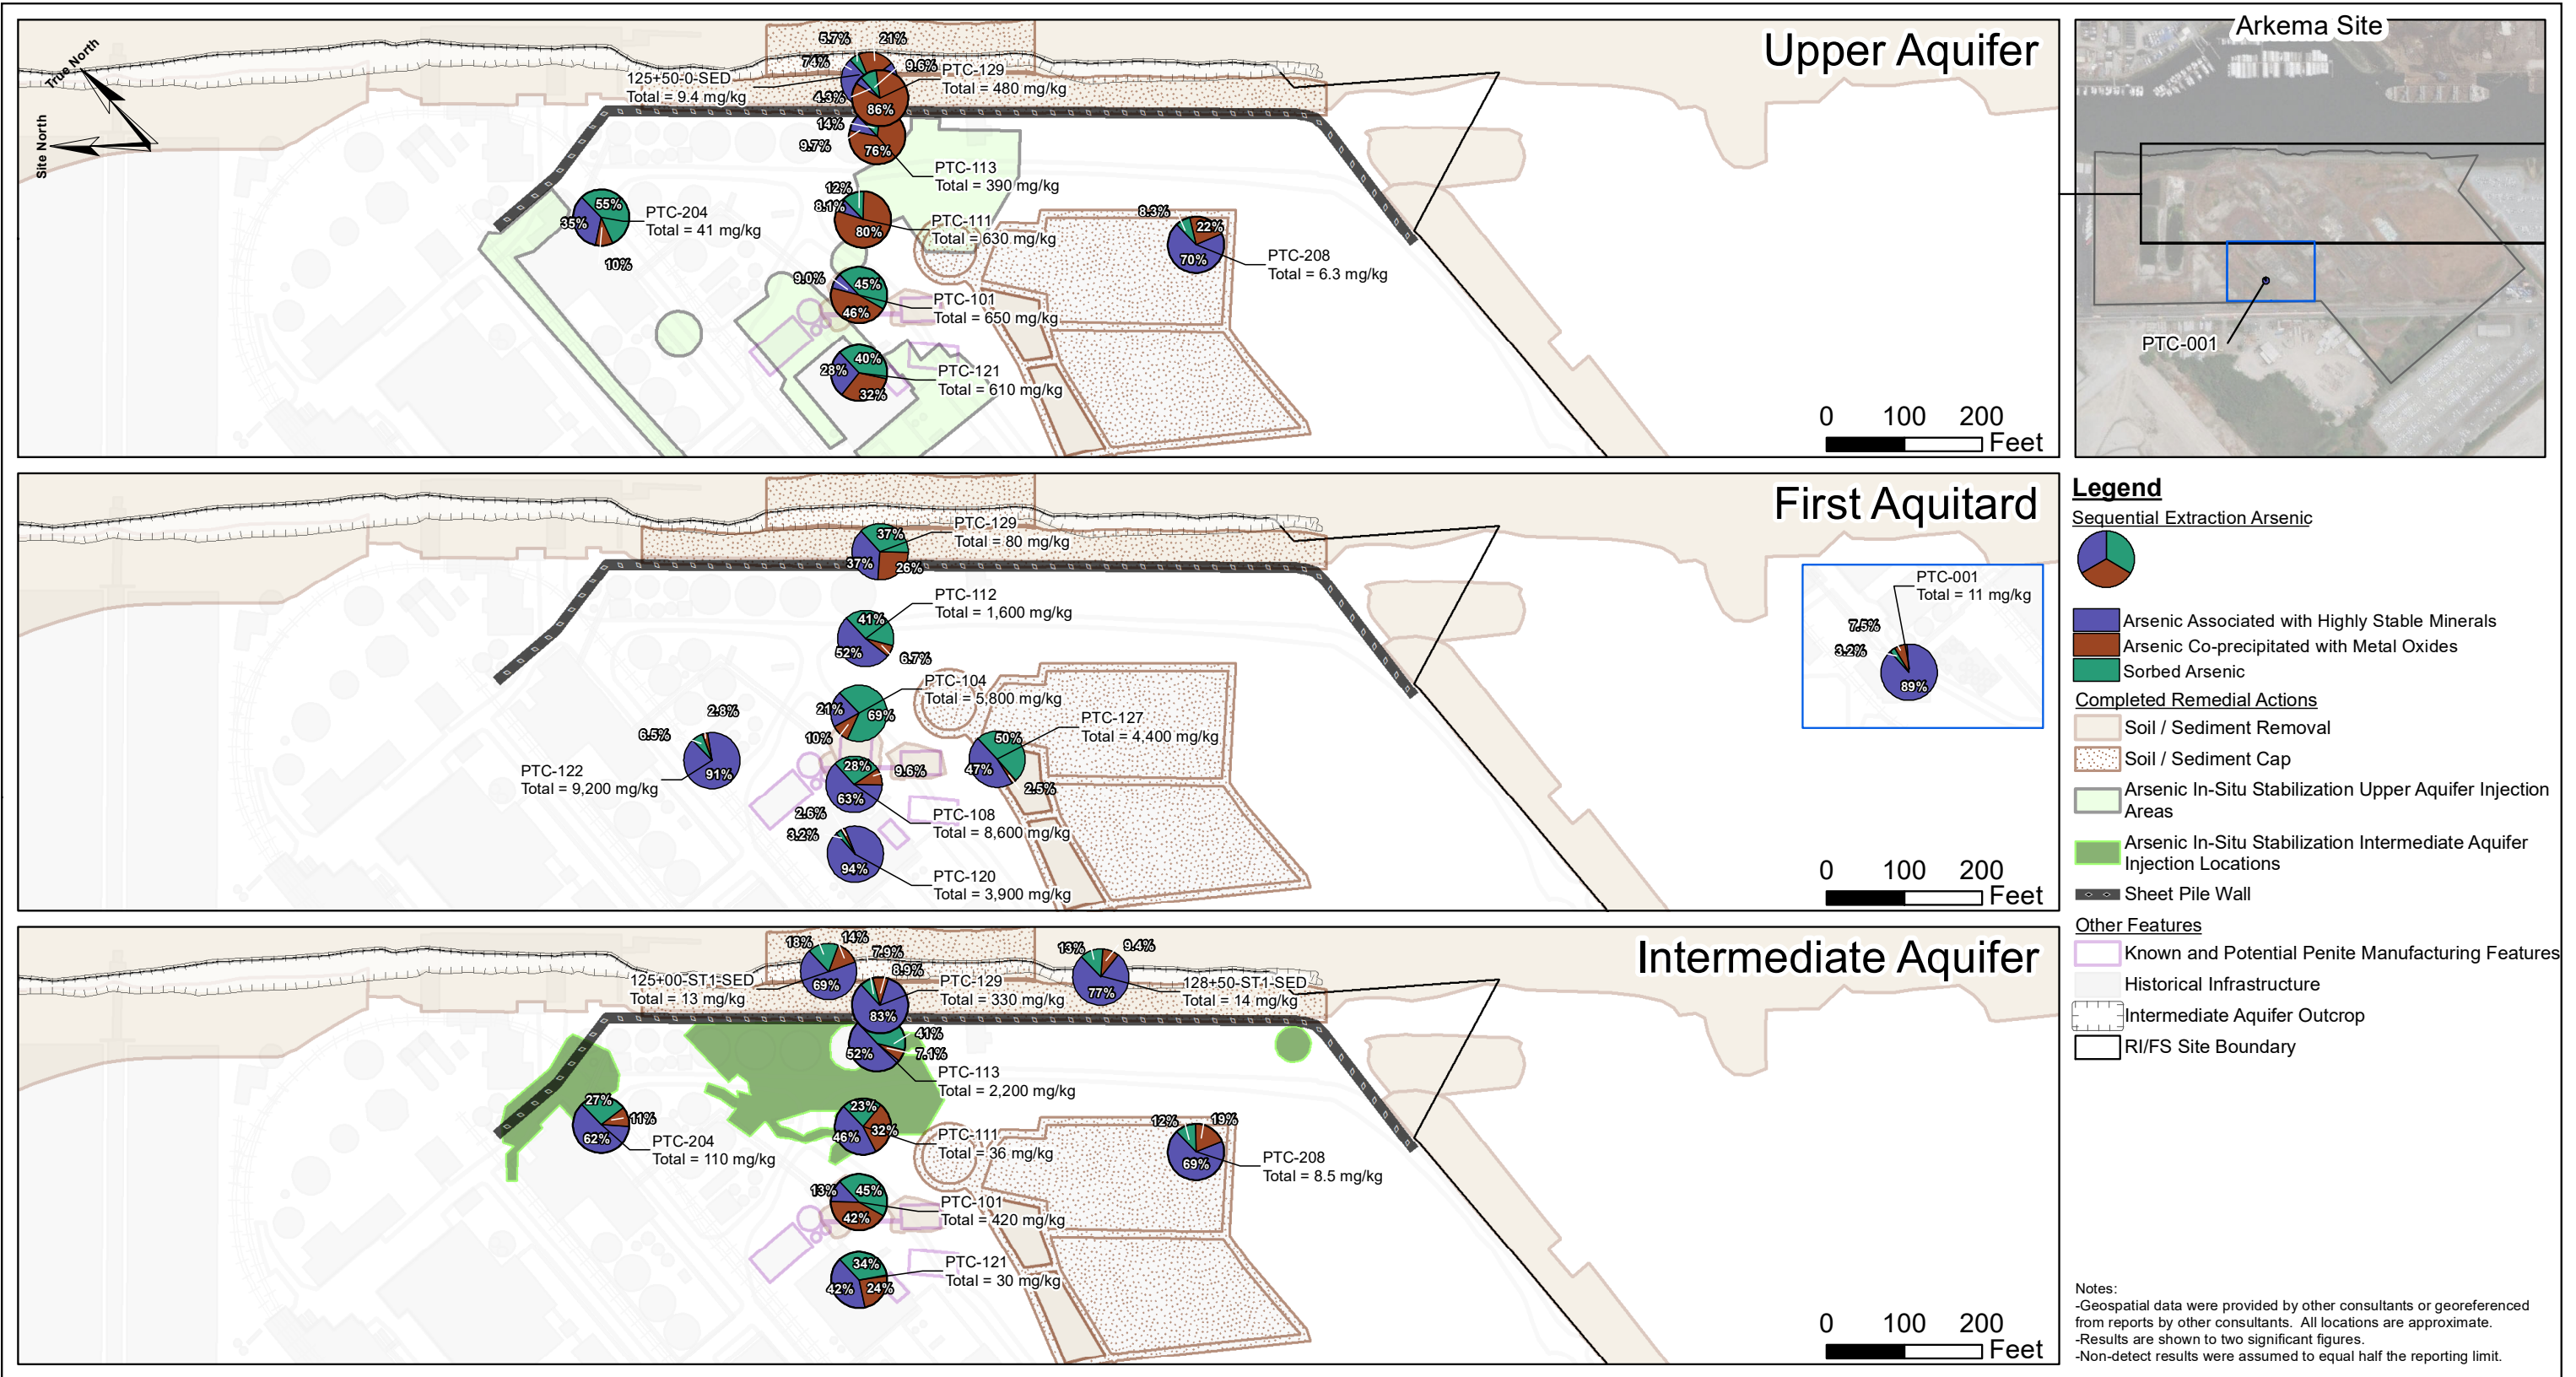 Upper Aquifer
True North
Site North
5.7%
21%
74%
9.6%
125+50-0-SED
Total = 9.4 mg/kg
4.3%
PTC-129
Total = 480 mg/kg
86%
14%
9.7%
76%
PTC-113
Total = 390 mg/kg
55%
35%
10%
PTC-204
Total = 41 mg/kg
12%
8.1%
80%
PTC-111
Total = 630 mg/kg
8.3%
22%
70%
PTC-208
Total = 6.3 mg/kg
9.0%
45%
46%
PTC-101
Total = 650 mg/kg
40%
28%
32%
PTC-121
Total = 610 mg/kg
0 100 200
Feet
First Aquitard
37%
37%
26%
PTC-129
Total = 80 mg/kg
41%
52%
6.7%
PTC-112
Total = 1,600 mg/kg
PTC-001
Total = 11 mg/kg
7.5%
3.2%
89%
21%
69%
10%
PTC-104
Total = 5,800 mg/kg
2.8%
6.5%
91%
PTC-122
Total = 9,200 mg/kg
50%
47%
2.5%
PTC-127
Total = 4,400 mg/kg
28%
9.6%
63%
PTC-108
Total = 8,600 mg/kg
2.6%
3.2%
94%
PTC-120
Total = 3,900 mg/kg
0 100 200
Feet
Intermediate Aquifer
18%
14%
69%
125+00-ST1-SED
Total = 13 mg/kg
7.9%
8.9%
83%
PTC-129
Total = 330 mg/kg
13%
9.4%
77%
128+50-ST1-SED
Total = 14 mg/kg
41%
7.1%
52%
PTC-113
Total = 2,200 mg/kg
27%
11%
62%
PTC-204
Total = 110 mg/kg
23%
32%
46%
PTC-111
Total = 36 mg/kg
12%
19%
69%
PTC-208
Total = 8.5 mg/kg
13%
45%
42%
PTC-101
Total = 420 mg/kg
34%
42%
24%
PTC-121
Total = 30 mg/kg
0 100 200
Feet
Arkema Site
PTC-001
Legend
Sequential Extraction Arsenic
Arsenic Associated with Highly Stable Minerals
Arsenic Co-precipitated with Metal Oxides
Sorbed Arsenic
Completed Remedial Actions
Soil / Sediment Removal
Soil / Sediment Cap
Arsenic In-Situ Stabilization Upper Aquifer Injection
Areas
Arsenic In-Situ Stabilization Intermediate Aquifer
Injection Locations
Sheet Pile Wall
Other Features
Known and Potential Penite Manufacturing Features
Historical Infrastructure
Intermediate Aquifer Outcrop
RI/FS Site Boundary
Notes:
-Geospatial data were provided by other consultants or georeferenced
from reports by other consultants. All locations are approximate.
-Results are shown to two significant figures.
-Non-detect results were assumed to equal half the reporting limit.